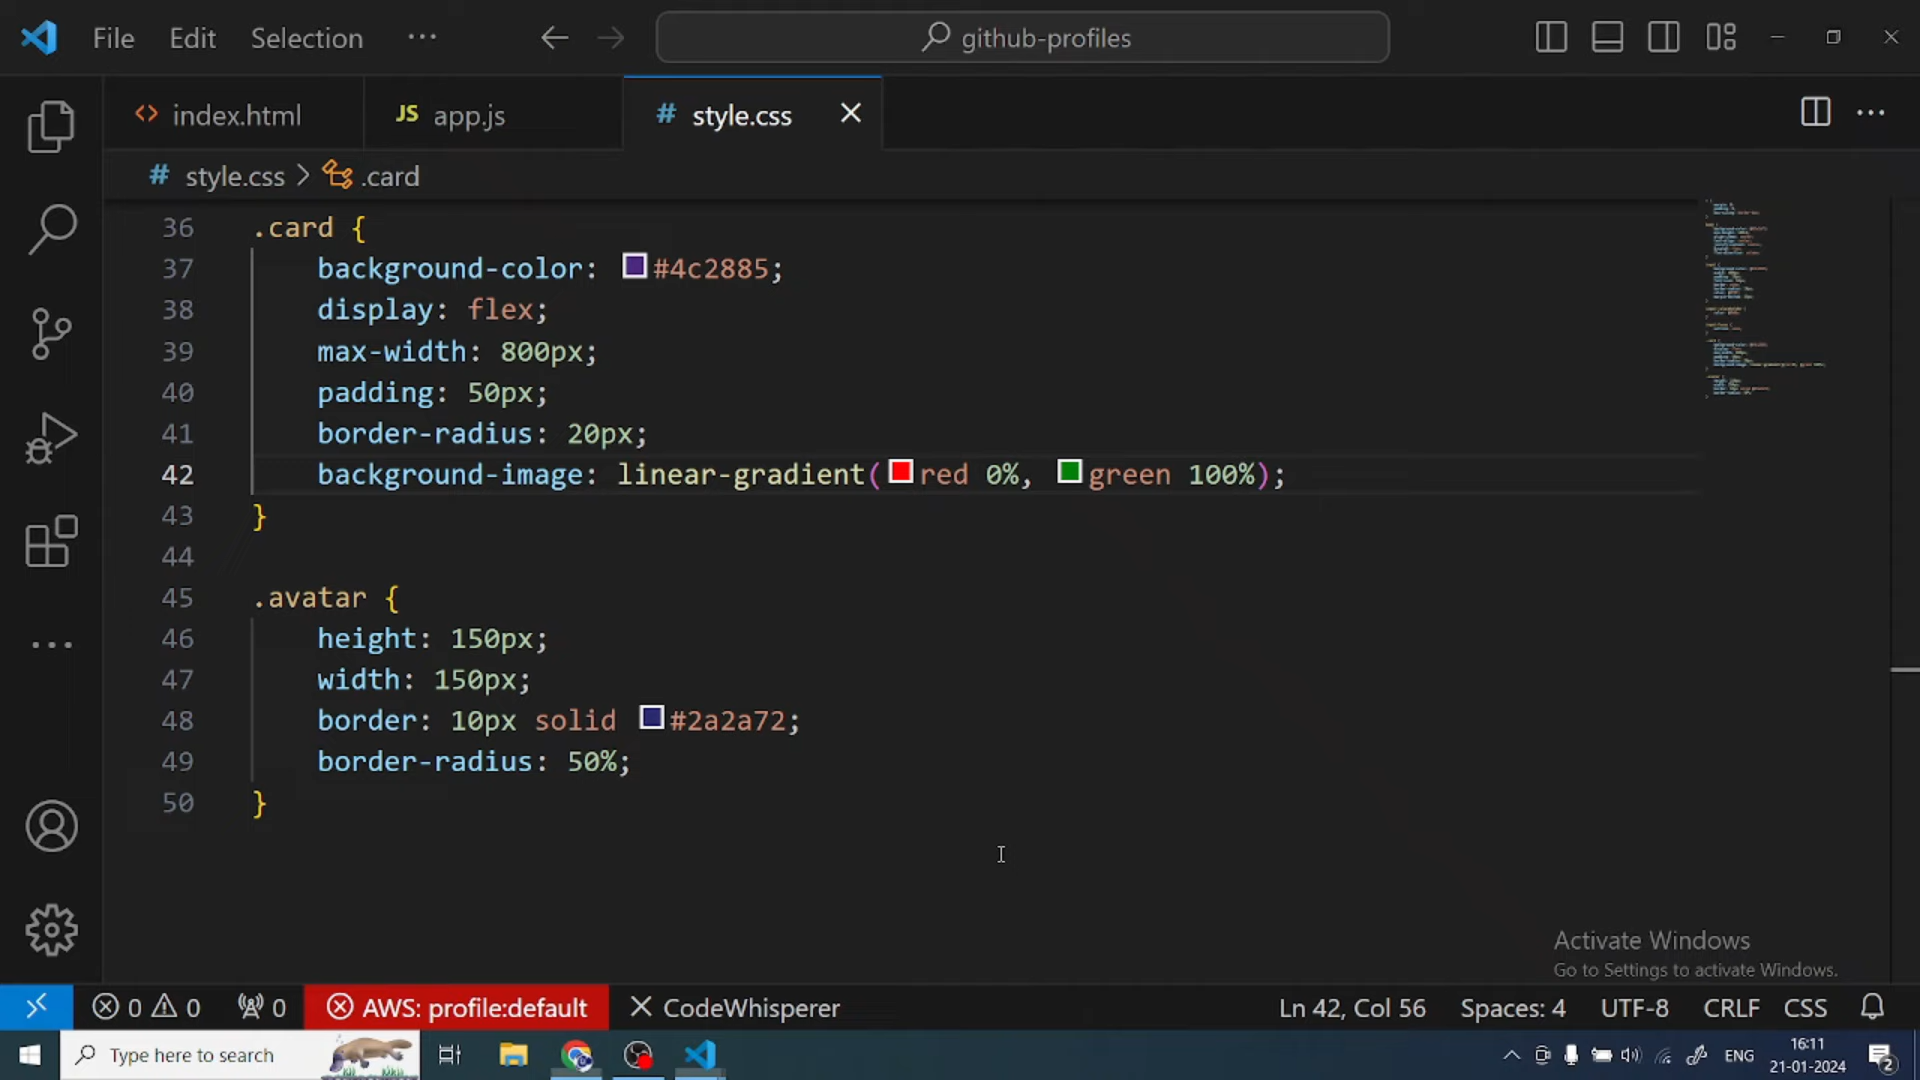 File Edit Selection ··· github-profiles
index.html JS app.js # style.css
# style.css > .card
36 .card {
37 background-color: #4c2885;
38 display: flex;
39 max-width: 800px;
40 padding: 50px;
41 border-radius: 20px;
42 background-image: linear-gradient(red 0%, green 100%);
43 }
44
45 .avatar {
46 height: 150px;
47 width: 150px;
48 border: 10px solid #2a2a72;
49 border-radius: 50%;
50 }
Activate Windows
Go to Settings to activate Windows.
0 0 0 AWS: profile:default CodeWhisperer Ln 42, Col 56 Spaces: 4 UTF-8 CRLF CSS
Type here to search ENG 16:11
21-01-2024 2